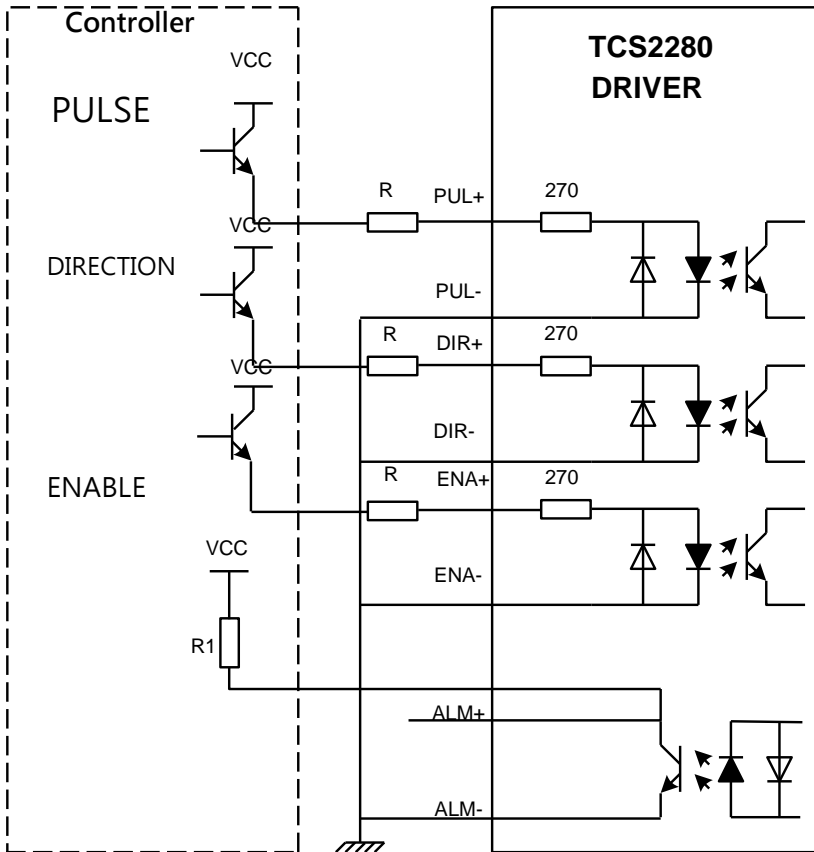 Controller
TCS2280
DRIVER
VCC
PULSE
R
PUL+
270
VCC
DIRECTION
PUL-
R
DIR+
270
VCC
DIR-
ENABLE
R
ENA+
270
VCC
ENA-
R1
ALM+
ALM-